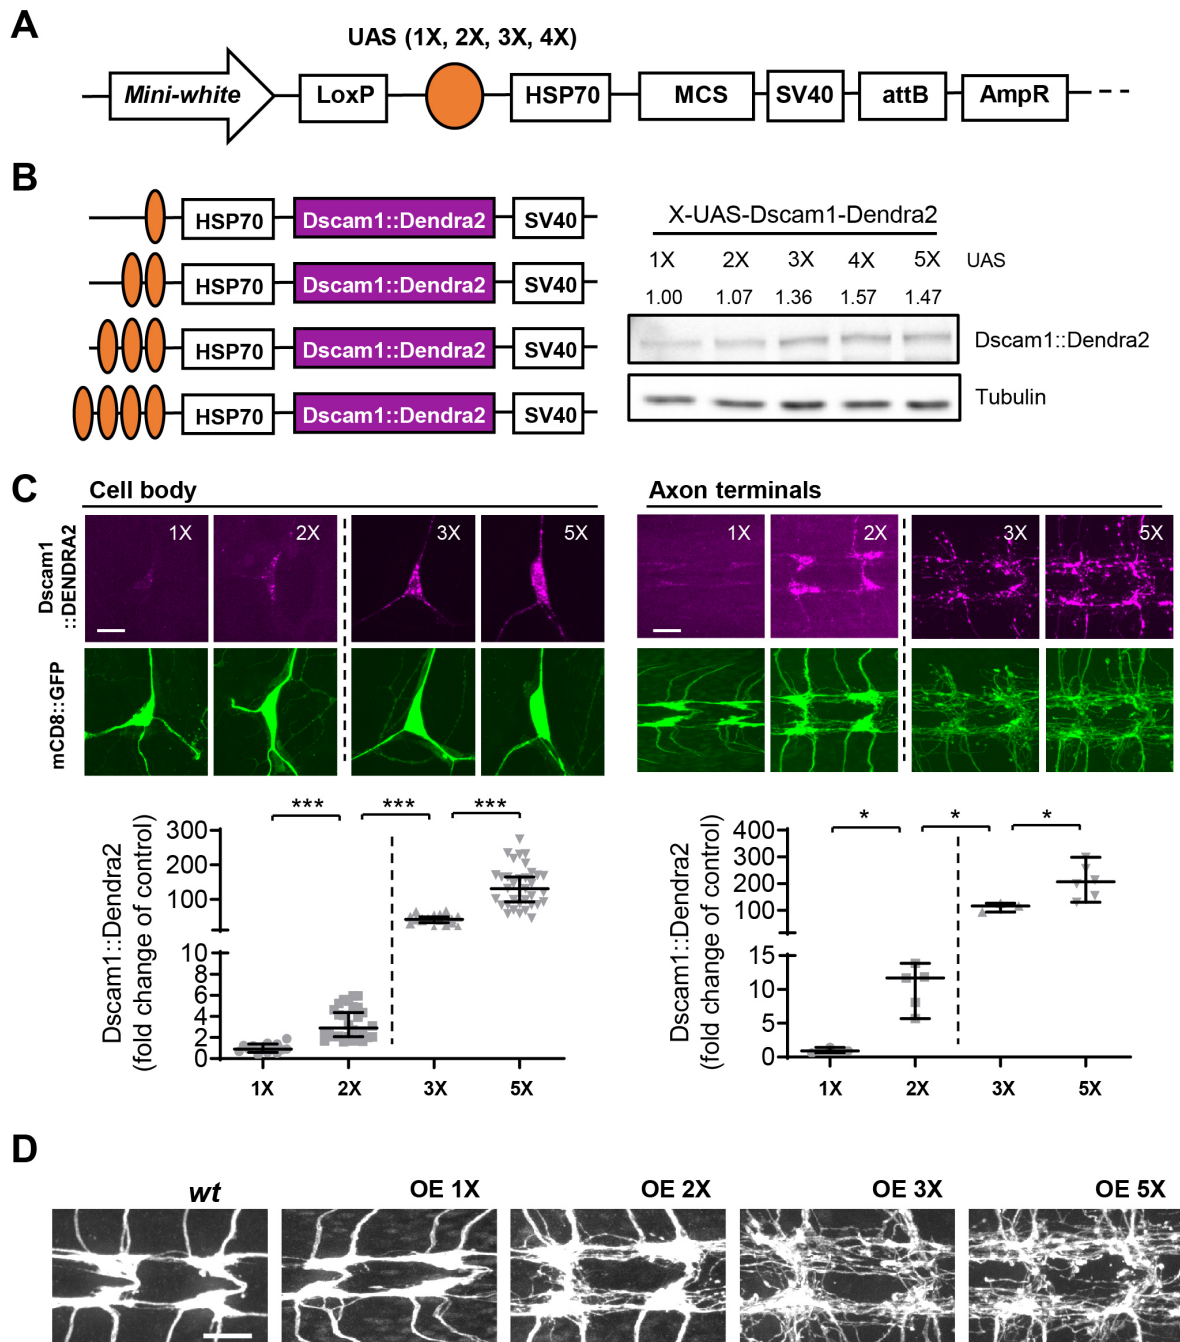 A
UAS (1X, 2X, 3X, 4X)
Mini-white LoxP HSP70 MCS SV40 attB AmpR
B
HSP70 Dscam1::Dendra2 SV40
HSP70 Dscam1::Dendra2 SV40
HSP70 Dscam1::Dendra2 SV40
HSP70 Dscam1::Dendra2 SV40
X-UAS-Dscam1-Dendra2
1X 2X 3X 4X 5X UAS
1.00 1.07 1.36 1.57 1.47
Dscam1::Dendra2
Tubulin
C
Cell body
Dscam1
::DENDRA2
1X 2X 3X 5X
mCD8::GFP
*** *** ***
Dscam1::Dendra2
(fold change of control)
300
200
100
10
8
6
4
2
0
1X 2X 3X 5X
Axon terminals
1X 2X 3X 5X
* * *
Dscam1::Dendra2
(fold change of control)
400
300
200
100
15
10
5
0
1X 2X 3X 5X
D
wt OE 1X OE 2X OE 3X OE 5X